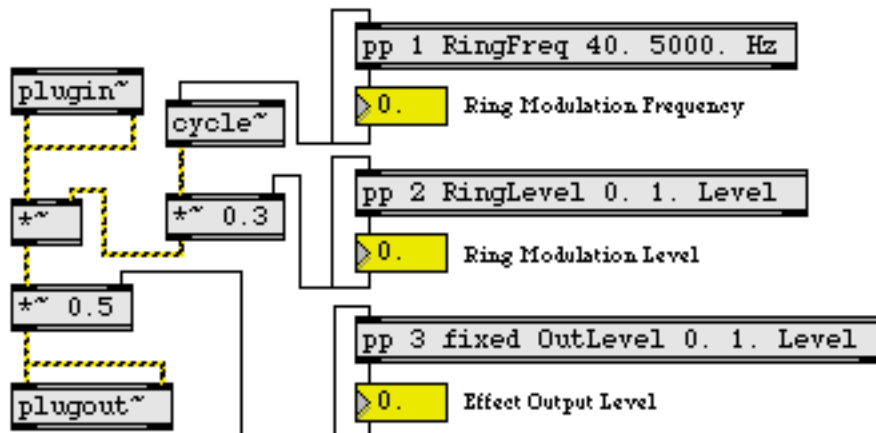 pp 1 RingFreq 40. 5000. Hz
plugin~
0. Ring Modulation Frequency
cycle~
pp 2 RingLevel 0. 1. Level
*~
*~ 0.3
0. Ring Modulation Level
*~ 0.5
pp 3 fixed OutLevel 0. 1. Level
plugout~
0. Effect Output Level